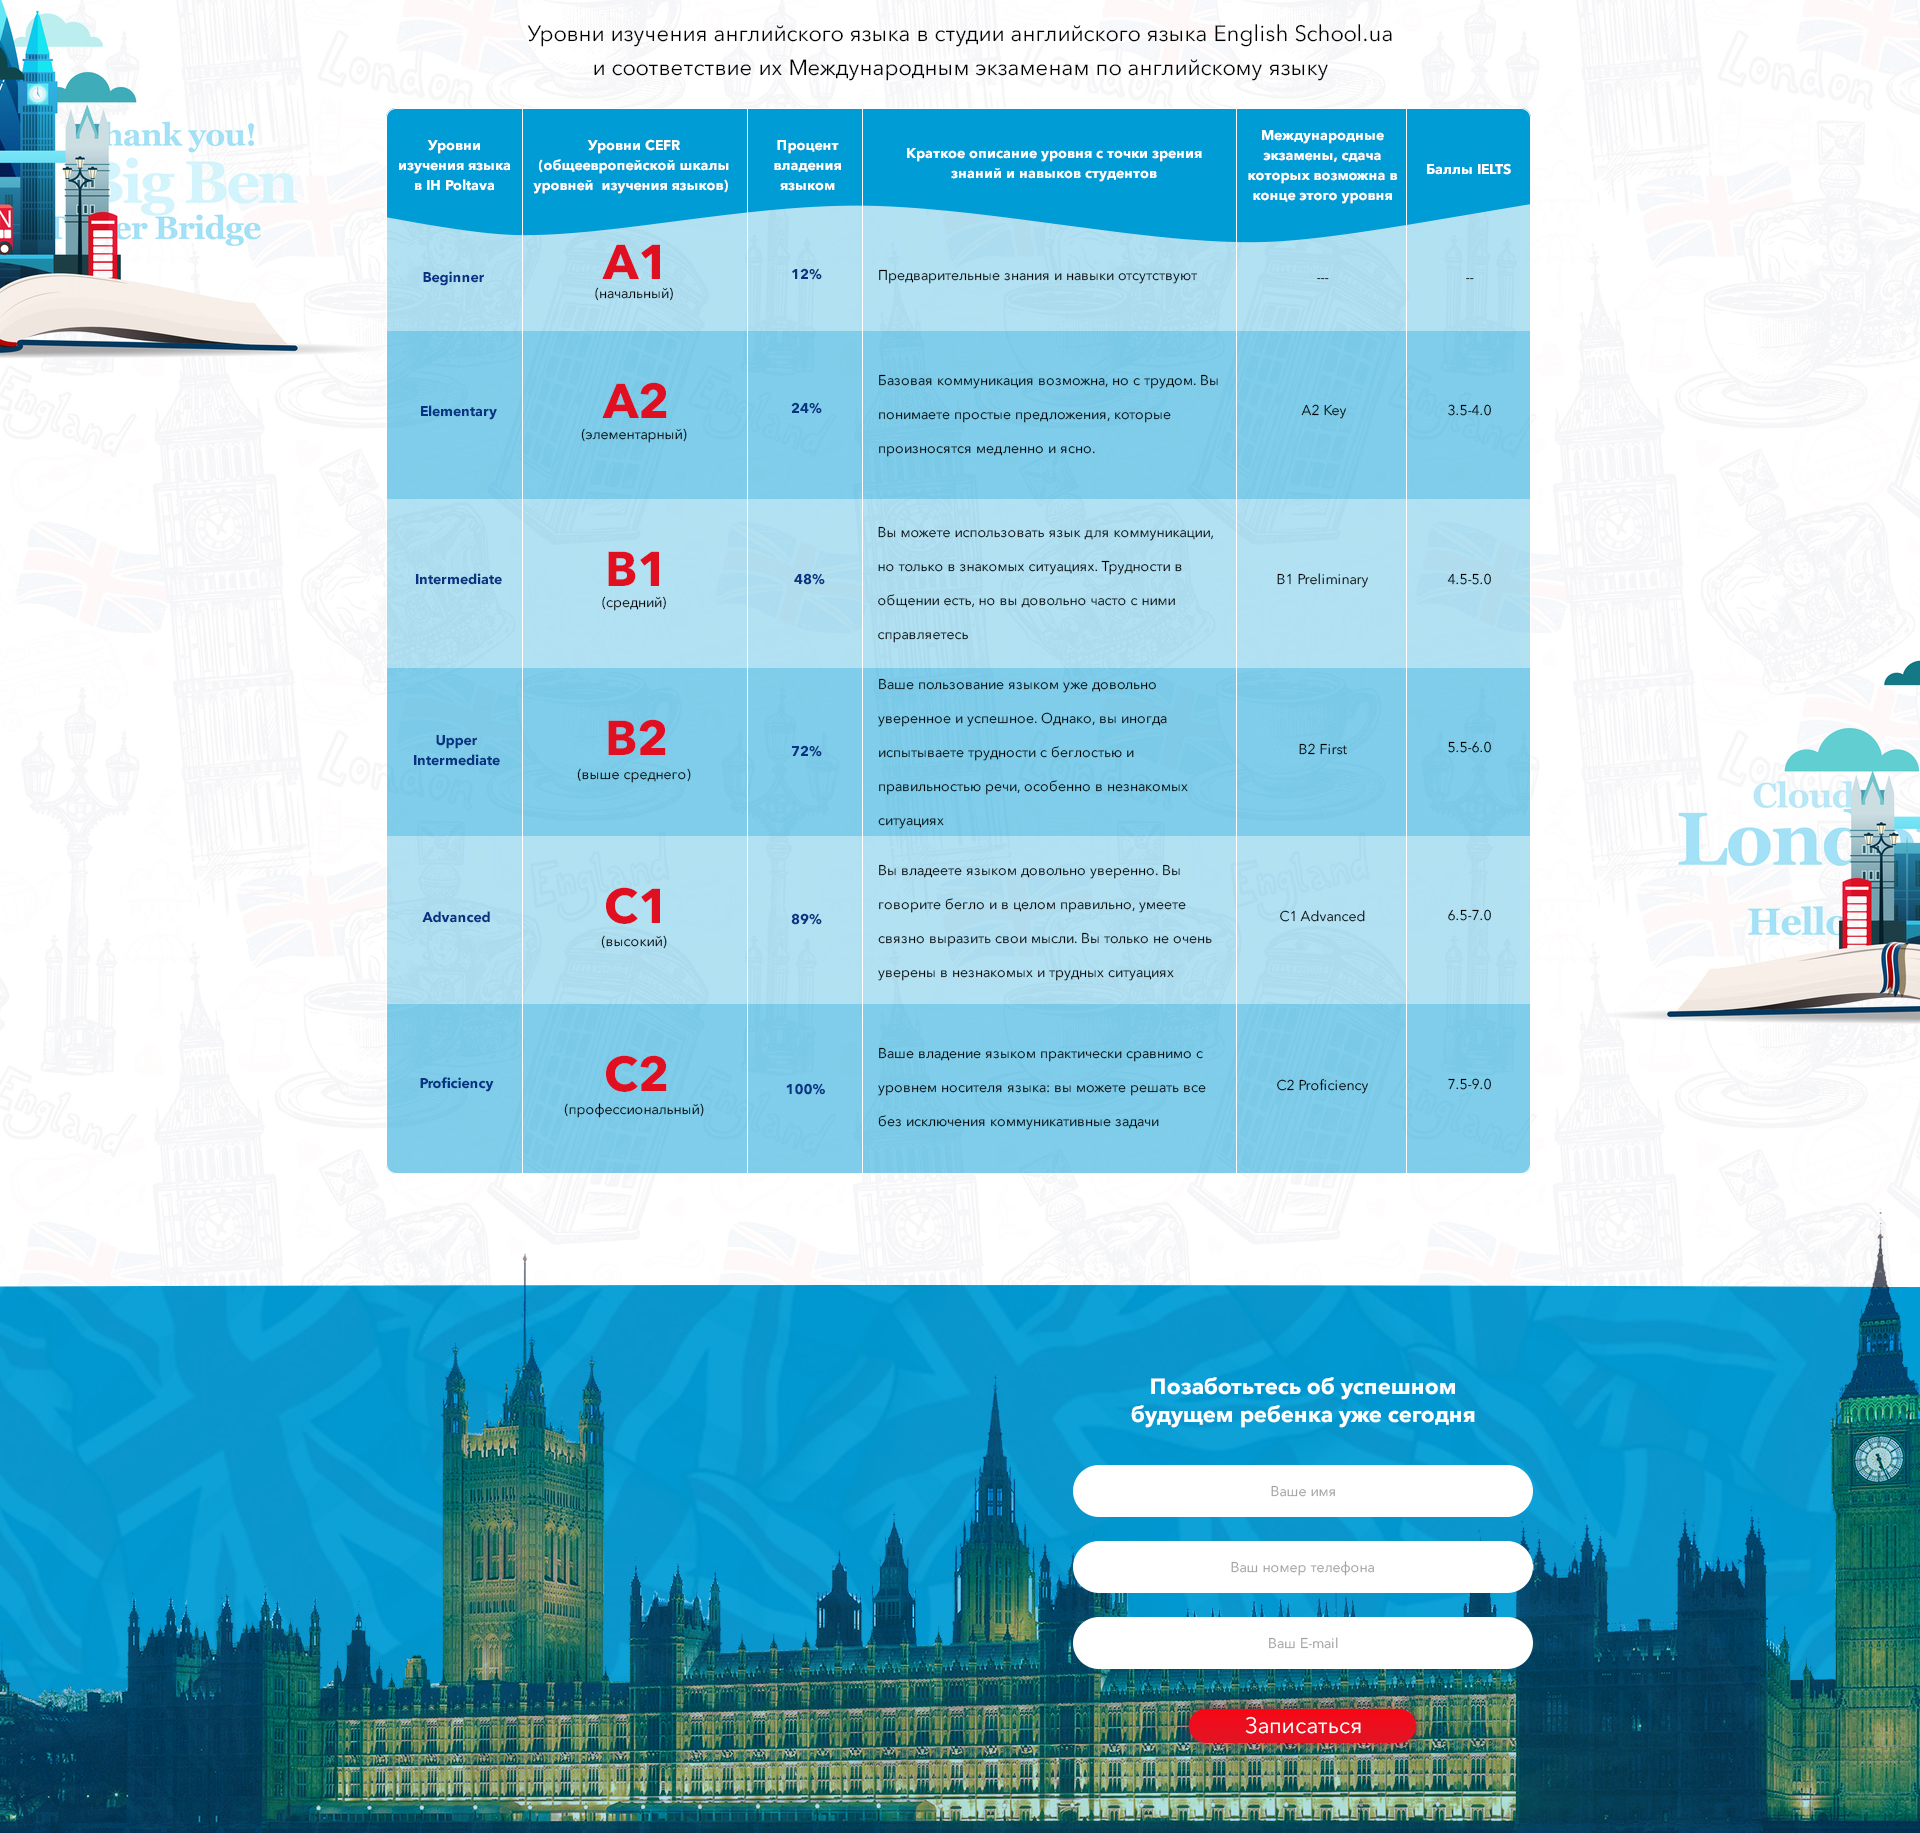 Уровни изучения английского языка в студии английского языка English School.ua
и соответствие их Международным экзаменам по английскому языку
Уровни
изучения языка
в IH Poltava
Уровни CEFR
(общеевропейской шкалы
уровней изучения языков)
Процент
владения
языком
Краткое описание уровня с точки зрения
знаний и навыков студентов
Международные
экзамены, сдача
которых возможна в
конце этого уровня
Баллы IELTS
Beginner
A1
(начальный)
12%
Предварительные знания и навыки отсутствуют
---
--
Elementary
A2
(элементарный)
24%
Базовая коммуникация возможна, но с трудом. Вы
понимаете простые предложения, которые
произносятся медленно и ясно.
A2 Key
3.5-4.0
Intermediate
B1
(средний)
48%
Вы можете использовать язык для коммуникации,
но только в знакомых ситуациях. Трудности в
общении есть, но вы довольно часто с ними
справляетесь
B1 Preliminary
4.5-5.0
Upper
Intermediate
B2
(выше среднего)
72%
Ваше пользование языком уже довольно
уверенное и успешное. Однако, вы иногда
испытываете трудности с беглостью и
правильностью речи, особенно в незнакомых
ситуациях
B2 First
5.5-6.0
Advanced
C1
(высокий)
89%
Вы владеете языком довольно уверенно. Вы
говорите бегло и в целом правильно, умеете
связно выразить свои мысли. Вы только не очень
уверены в незнакомых и трудных ситуациях
C1 Advanced
6.5-7.0
Proficiency
C2
(профессиональный)
100%
Ваше владение языком практически сравнимо с
уровнем носителя языка: вы можете решать все
без исключения коммуникативные задачи
C2 Proficiency
7.5-9.0
hank you!
Big Ben
er Bridge
London
England
Cloud
Lond
Hello
Позаботьтесь об успешном
будущем ребенка уже сегодня
Ваше имя
Ваш номер телефона
Ваш E-mail
Записаться